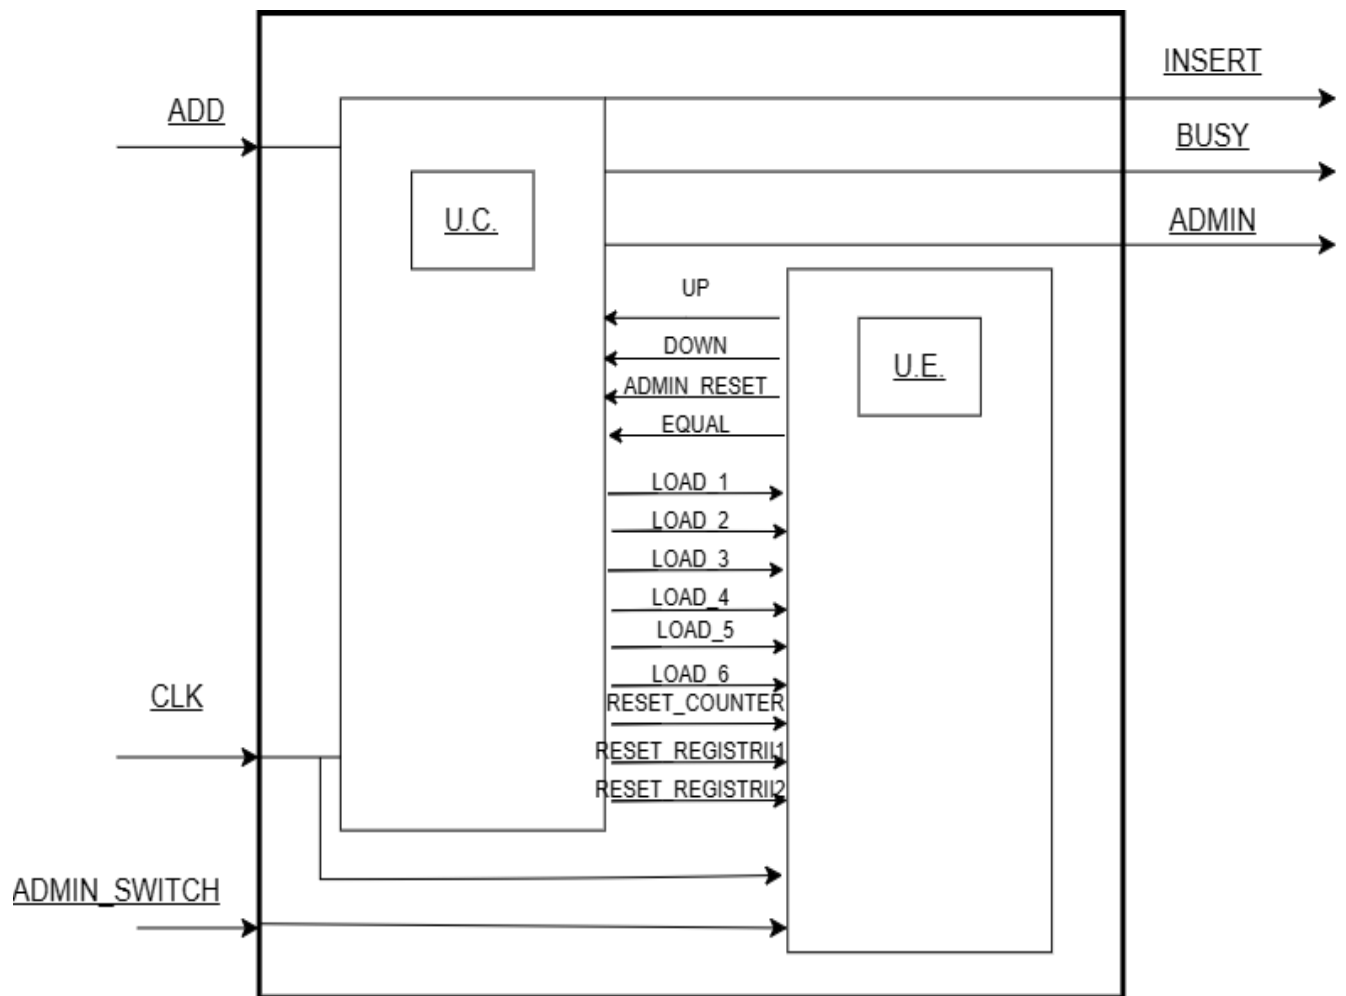 INSERT
ADD
BUSY
U.C.
ADMIN
UP
DOWN
U.E.
ADMIN_RESET
EQUAL
LOAD_1
LOAD_2
LOAD_3
LOAD_4
LOAD_5
LOAD_6
CLK
RESET_COUNTER
RESET_REGISTRII1
RESET_REGISTRII2
ADMIN_SWITCH